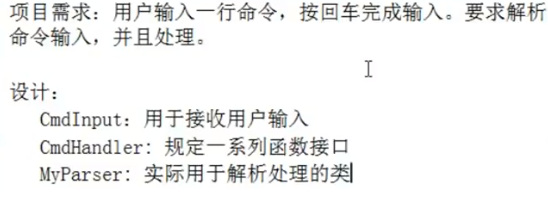 项目需求：用户输入一行命令，按回车完成输入。要求解析
命令输入，并且处理。
设计：
CmdInput：用于接收用户输入
CmdHandler: 规定一系列函数接口
MyParser: 实际用于解析处理的类